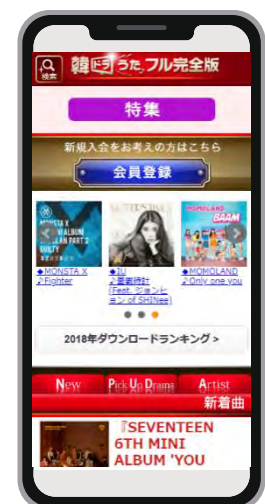 検索
韓国ドラうた フル完全版
特集
新規入会をお考えの方はこちら
会員登録
MONSTA X
GUILTY
MOMOLAND
BAAM
◆MONSTA X
♪Fighter
◆IU
(Feat. ジョンヒョン of SHINee)
◆MOMOLAND
♪Only one you
2018年ダウンロードランキング >
New
Pick Up Drama
Artist
新着曲
『SEVENTEEN
6TH MINI
ALBUM 'YOU